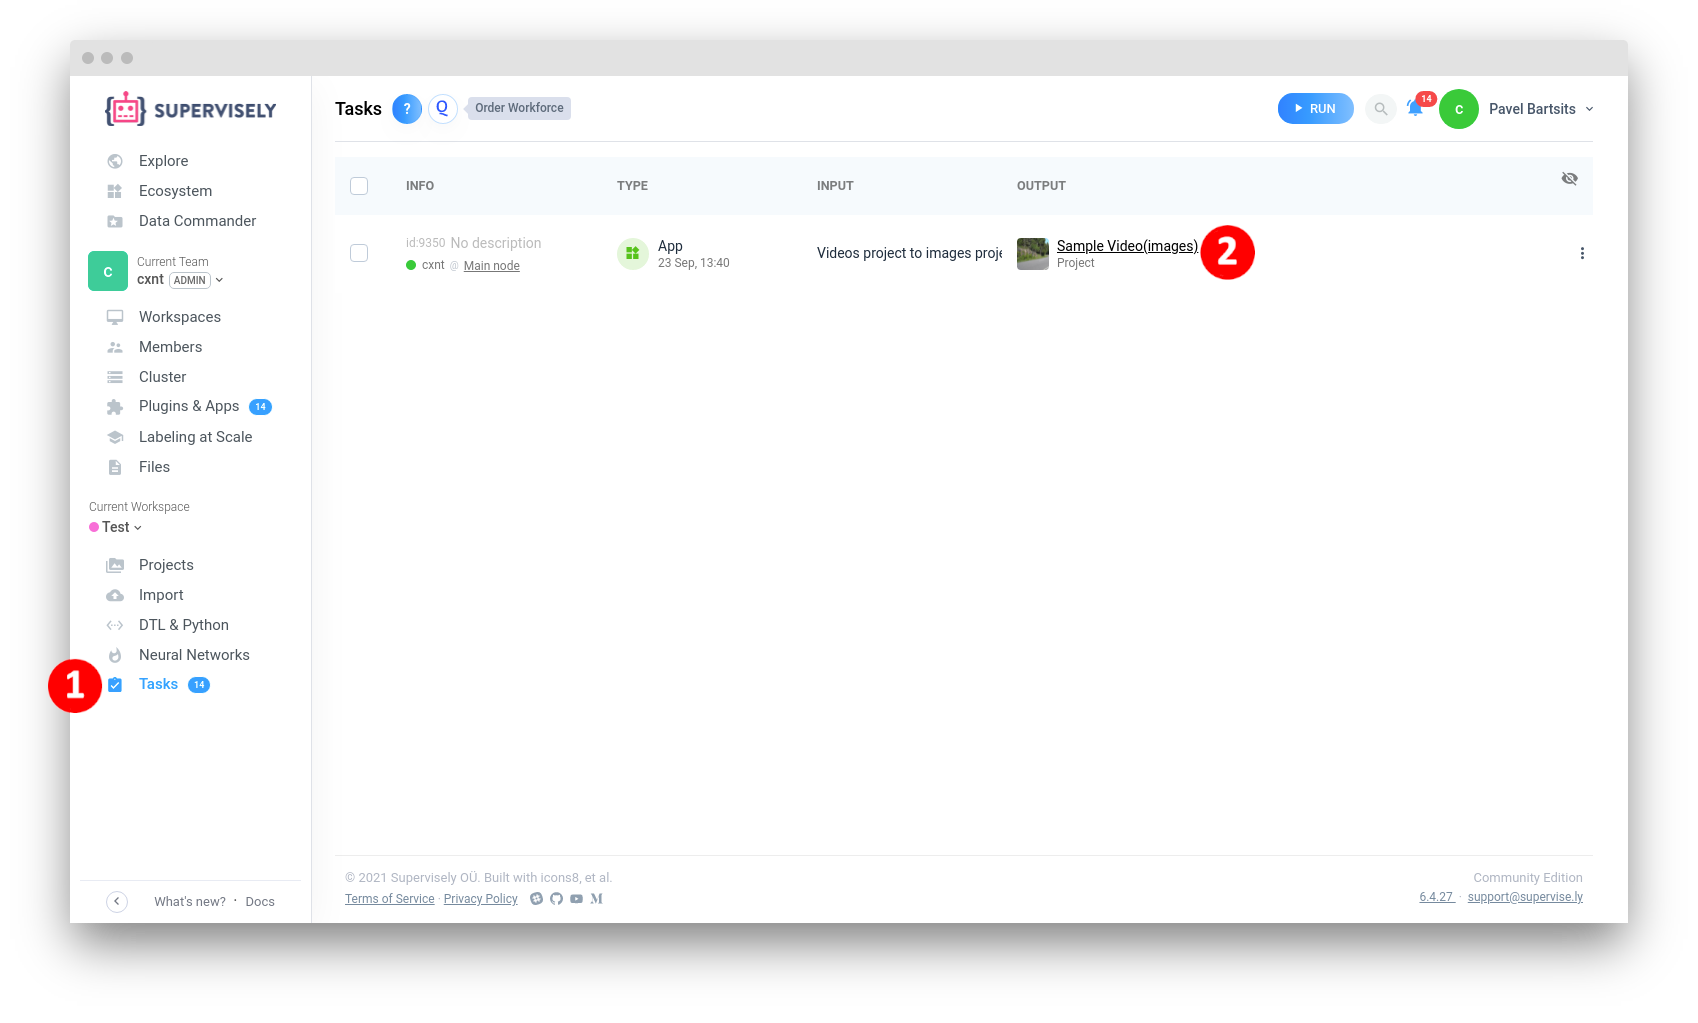 SUPERVISELY
Explore
Ecosystem
Data Commander
C
Current Team
cxnt ADMIN
Workspaces
Members
Cluster
Plugins & Apps 14
Labeling at Scale
Files
Current Workspace
Test
Projects
Import
DTL & Python
Neural Networks
1
Tasks 14
What's new? · Docs
Tasks ? Q Order Workforce
RUN 14 C Pavel Bartsits
INFO TYPE INPUT OUTPUT
id:9350 No description
cxnt @ Main node
App
23 Sep, 13:40
Videos project to images proje
Sample Video(images)
Project
2
© 2021 Supervisely OÜ. Built with icons8, et al.
Terms of Service · Privacy Policy
Community Edition
6.4.27 · support@supervise.ly